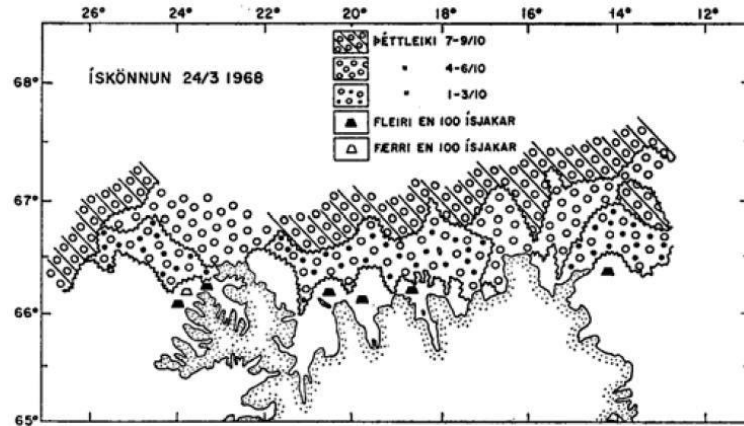 26° 24° 22° 20° 18° 16° 14° 12°
68°
67°
66°
65°
ÍSKÖNNUN 24/3 1968
ÞÉTTLEIKI 7-9/10
" 4-6/10
" 1-3/10
FLEIRI EN 100 ÍSJAKAR
FÆRRI EN 100 ÍSJAKAR